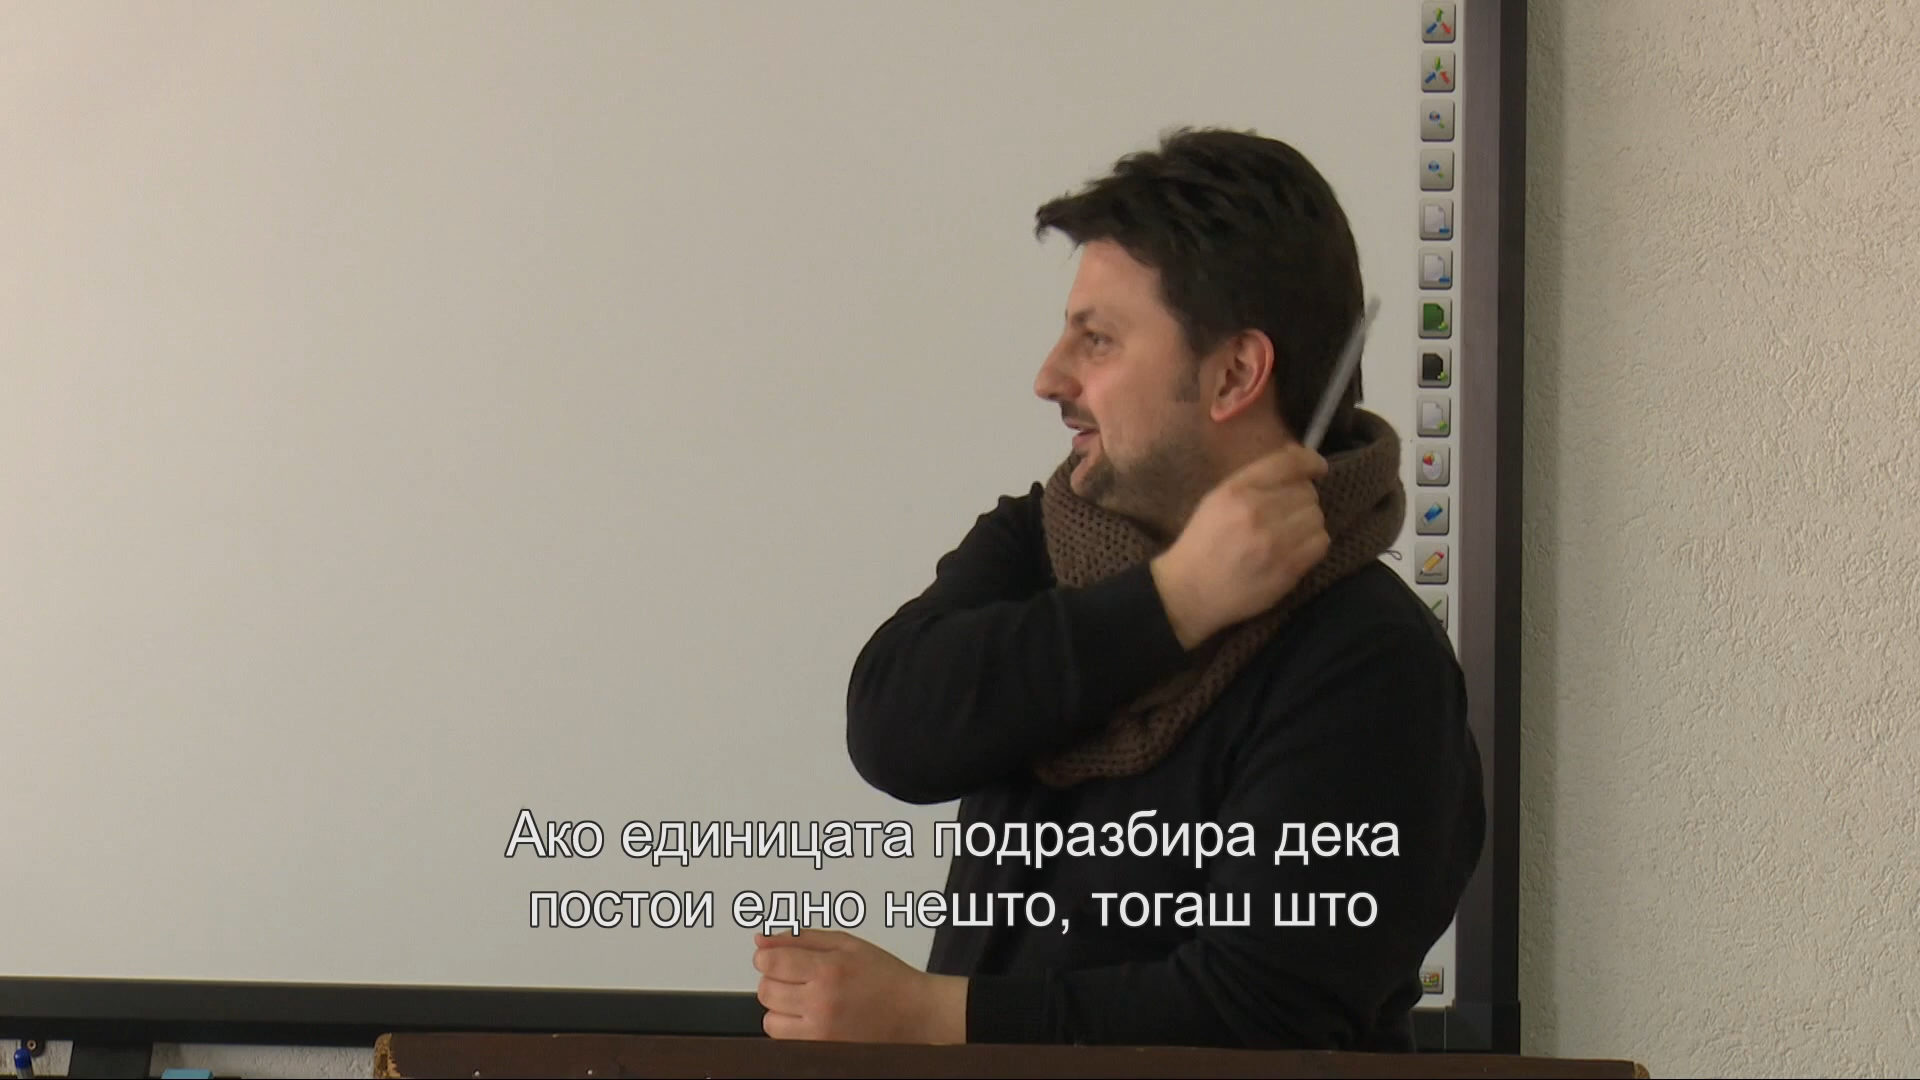 Ако единицата подразбира дека
постои едно нешто, тогаш што